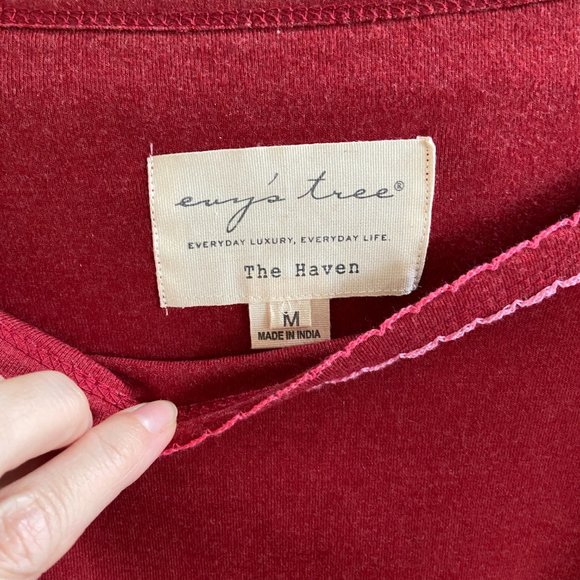 evy's tree®
EVERYDAY LUXURY, EVERYDAY LIFE.
The Haven
M
MADE IN INDIA